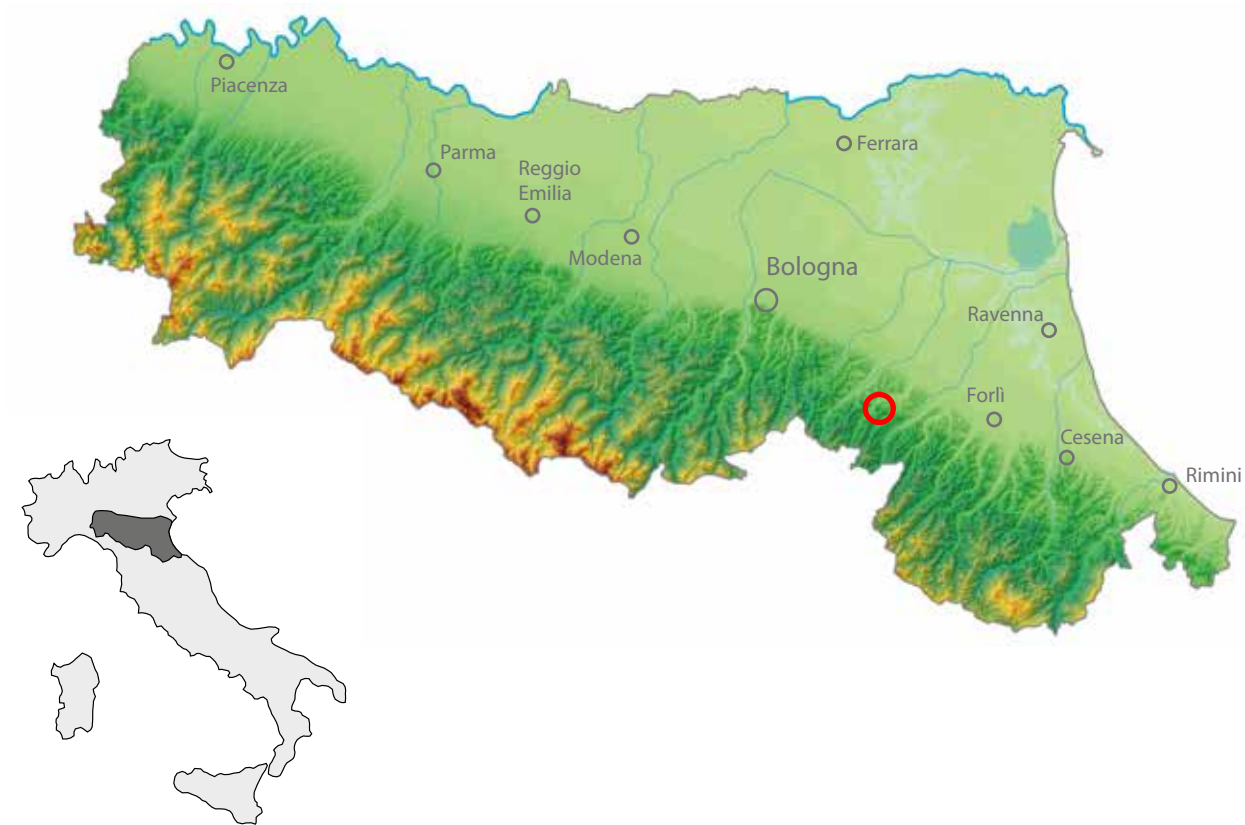 Piacenza
Parma
Reggio
Emilia
Modena
Ferrara
Bologna
Ravenna
Forlì
Cesena
Rimini